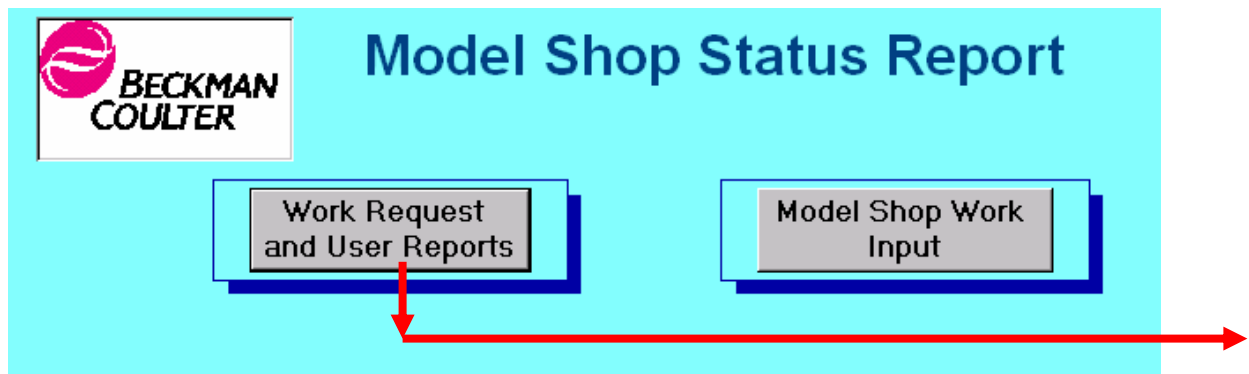 BECKMAN
COULTER
Model Shop Status Report
Work Request
and User Reports
Model Shop Work
Input